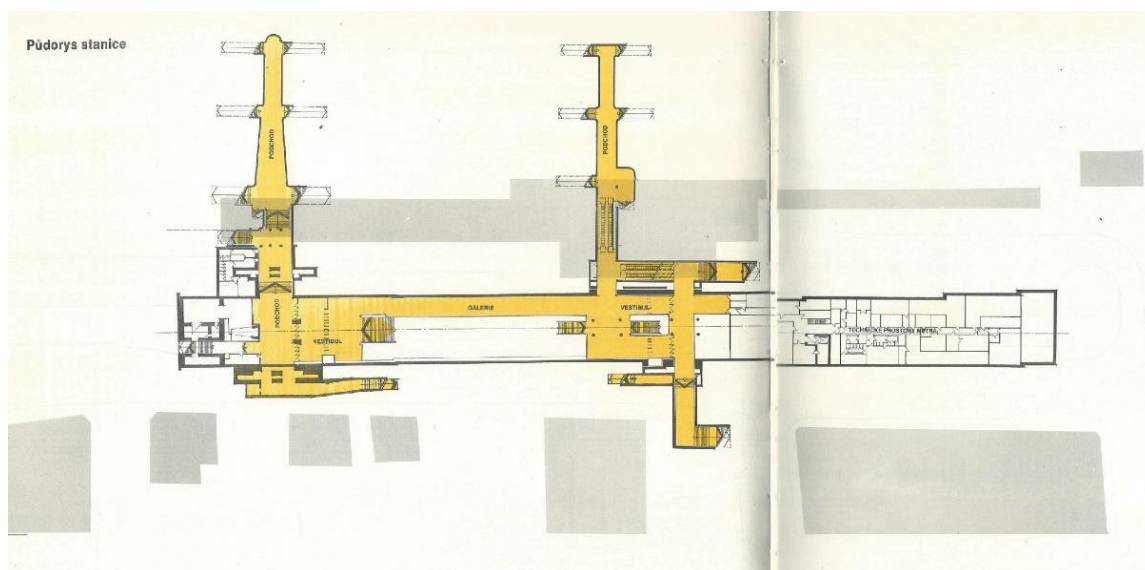 Půdorys stanice
PODCHOD
PODCHOD
PODCHOD
GALERIE
VESTIBUL
VESTIBUL
TECHNICKÉ PROSTORY METRA